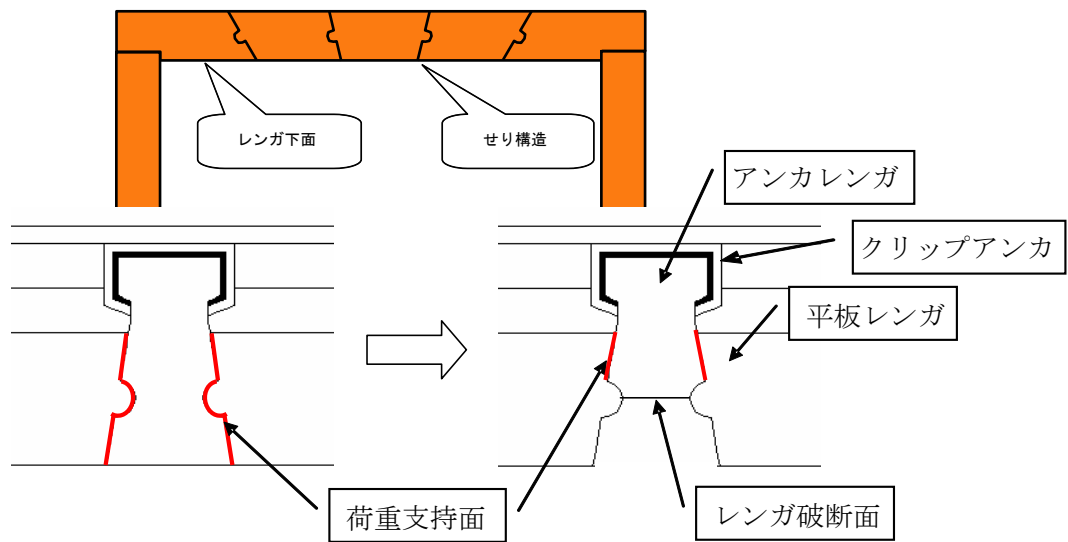 レンガ下面
せり構造
アンカレンガ
クリップアンカ
平板レンガ
荷重支持面
レンガ破断面